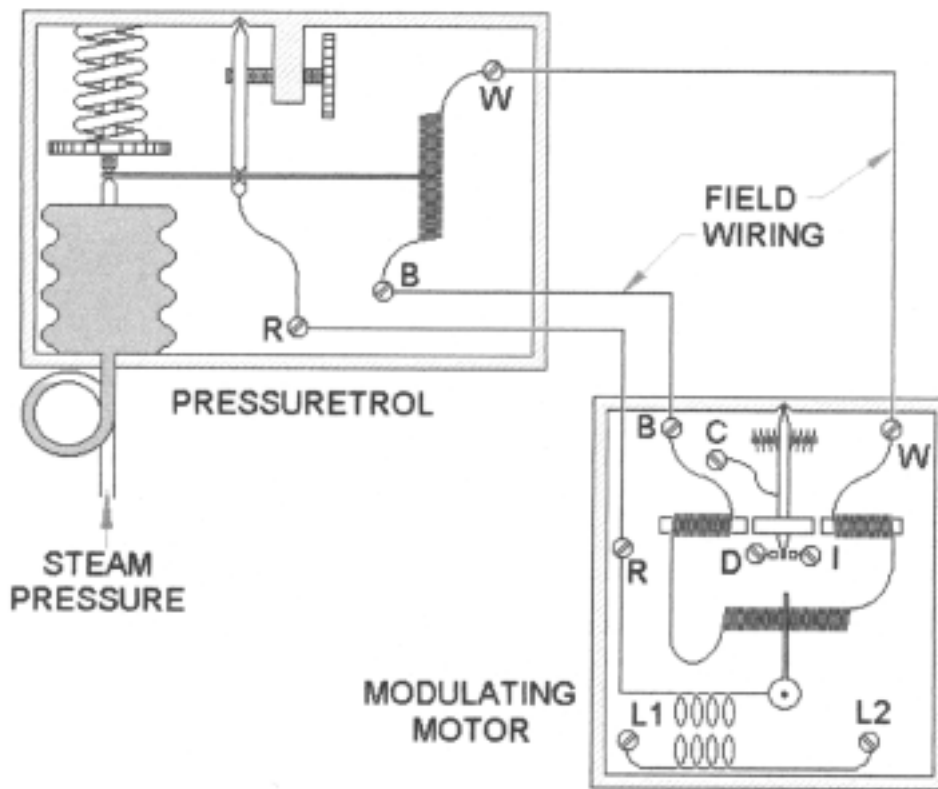 W
FIELD
WIRING
B
R
PRESSURETROL
STEAM
PRESSURE
B
C
W
R
D
I
MODULATING
MOTOR
L1
L2